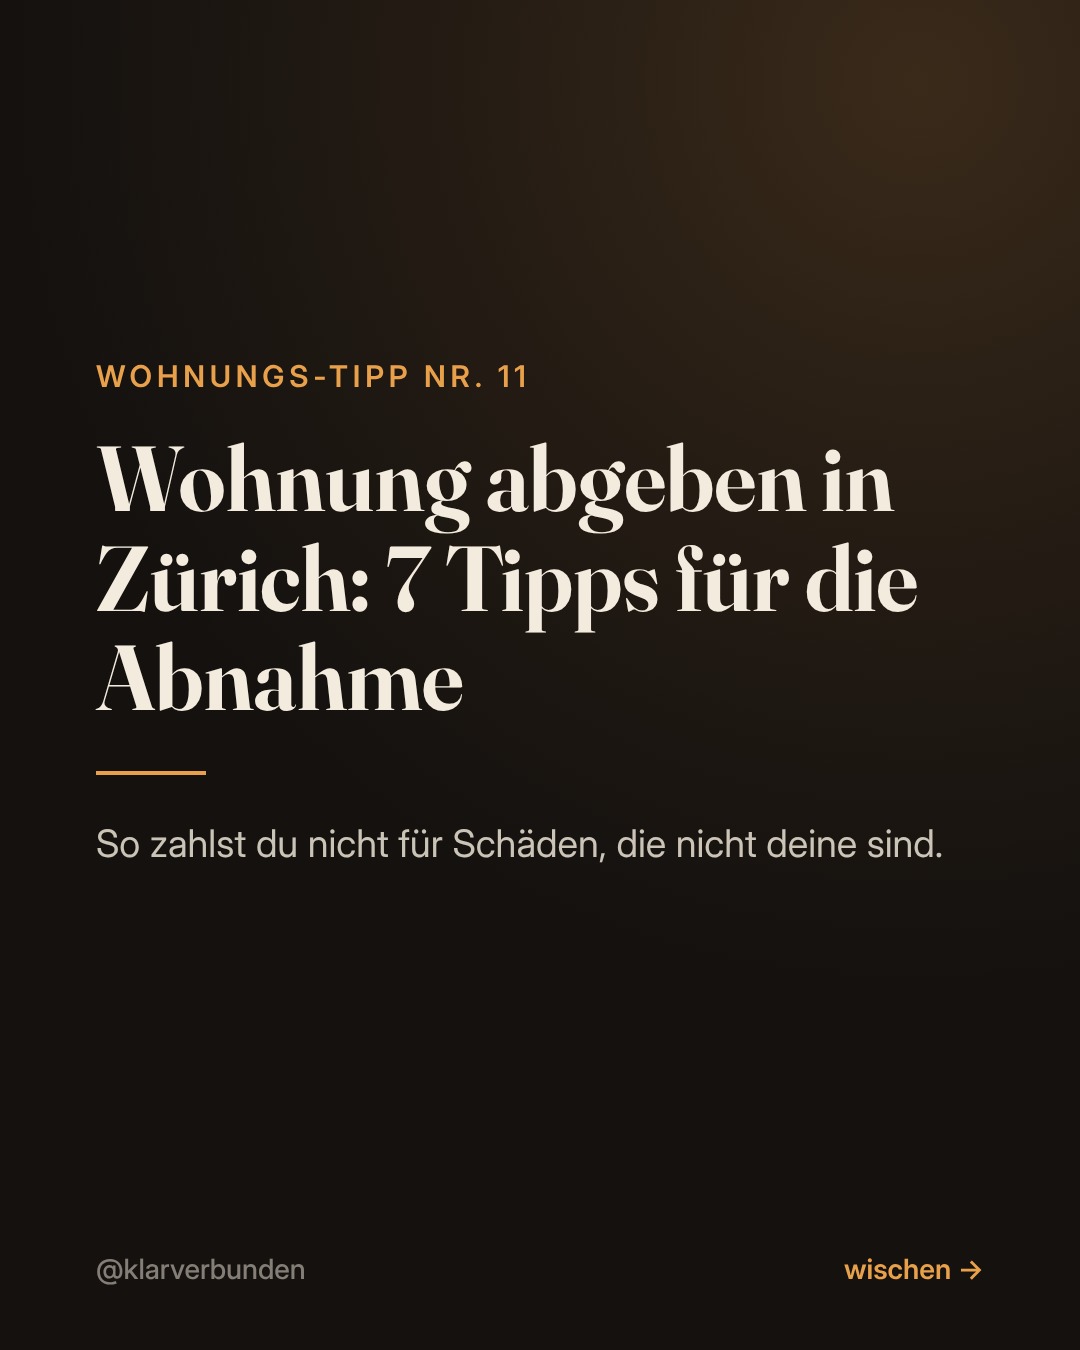 WOHNUNGS-TIPP NR. 11
Wohnung abgeben in
Zürich: 7 Tipps für die
Abnahme
So zahlst du nicht für Schäden, die nicht deine sind.
@klarverbunden
wischen →